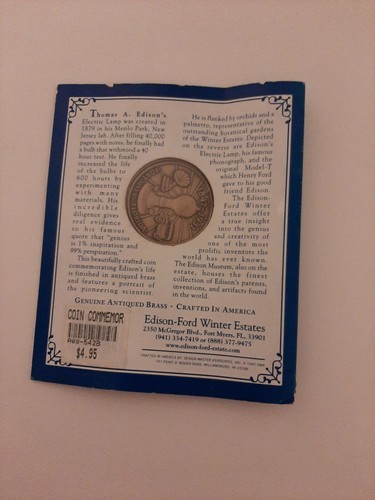 Thomas A. Edison's
Electric Lamp was created in
1879 in his Menlo Park, New
Jersey lab. After filling 40,000
pages with notes, he finally had
a bulb that withstood a 40
hour test. He finally
increased the life
of the bulbs to
600 hours by
experimenting
with many
materials. His
incredible
diligence gives
real evidence
to his famous
quote that "genius
is 1% inspiration and
99% perspiration."
This beautifully crafted coin
commemorating Edison's life
is finished in antiqued brass
and features a portrait of
the pioneering scientist.
He is flanked by orchids and a
palmetto, representative of the
outstanding botanical gardens
of the Winter Estates. Depicted
on the reverse are Edison's
Electric Lamp, his famous
phonograph, and the
original Model-T
which Henry Ford
gave to his good
friend Edison.
The Edison-
Ford Winter
Estates offer
a true insight
into the genius
and creativity of
one of the most
prolific inventors the
world has ever known.
The Edison Museum, also on the
estate, houses the finest
collection of Edison's patents,
inventions, and artifacts found
in the world.
Genuine Antiqued Brass - Crafted In America
COIN COMMEMOR
A00-542B
$4.95
Edison-Ford Winter Estates
2350 McGregor Blvd., Fort Myers, FL, 33901
(941) 334-7419 or (888) 377-9475
www.edison-ford-estate.com